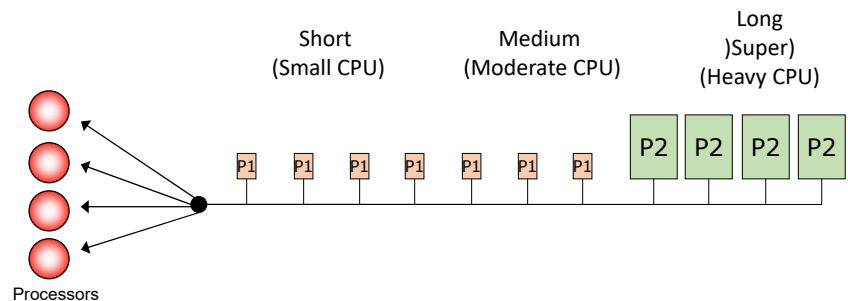 Short
(Small CPU)
Medium
(Moderate CPU)
Long
)Super)
(Heavy CPU)
P1 P1 P1 P1 P1 P1 P1 P2 P2 P2 P2
Processors